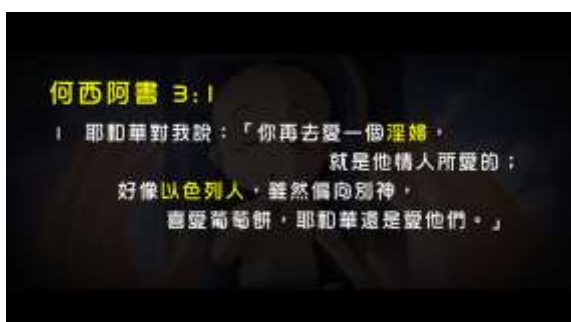 何西阿書 3:1
1 耶和華對我說：「你再去愛一個淫婦，
就是他情人所愛的；
好像以色列人，雖然偏向別神，
喜愛葡萄餅，耶和華還是愛他們。」